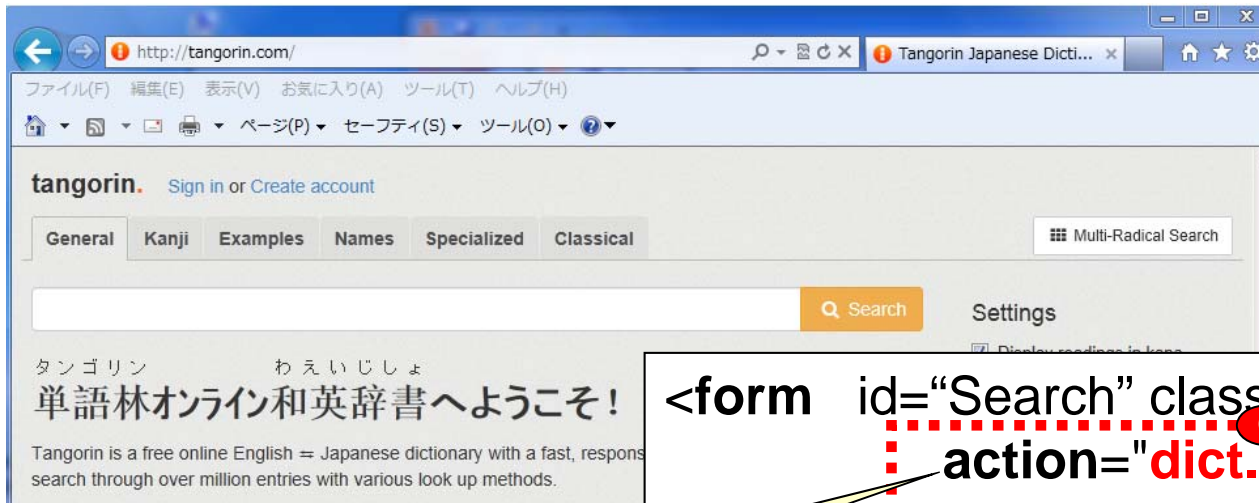 http://tangorin.com/
Tangorin Japanese Dicti...
ファイル(F) 編集(E) 表示(V) お気に入り(A) ツール(T) ヘルプ(H)
ページ(P) セーフティ(S) ツール(O)
tangorin. Sign in or Create account
General Kanji Examples Names Specialized Classical
Multi-Radical Search
Search
Settings
Display readings in kana
タンゴリン わえいじしょ
単語林オンライン和英辞書へようこそ!
Tangorin is a free online English ⇆ Japanese dictionary with a fast, respons
search through over million entries with various look up methods.
<form id=“Search” class
action="dict.